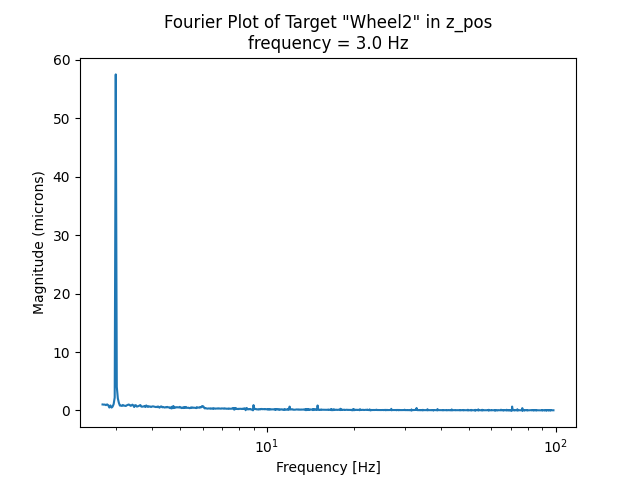 Fourier Plot of Target "Wheel2" in z_pos
frequency = 3.0 Hz
60
50
40
30
20
10
0
Magnitude (microns)
10¹
10²
Frequency [Hz]